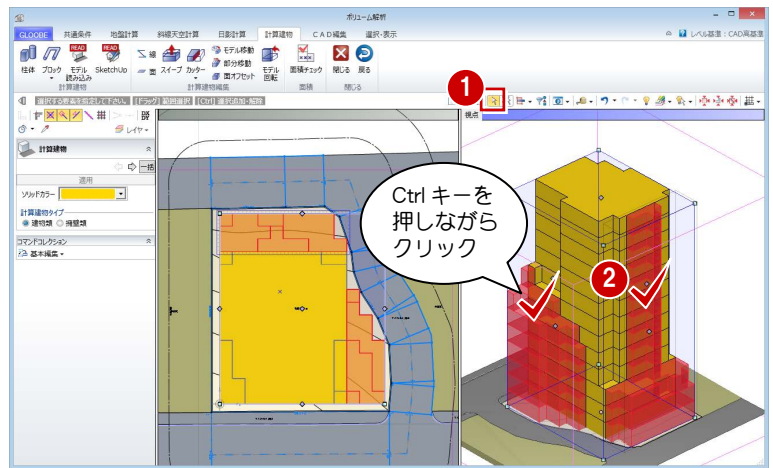 ボリューム解析
GLOOBE 共通条件 地盤計算 斜線天空計算 日影計算 計算建物 CAD編集 選択・表示
レベル基準：CAD高基準
READ READ
モデル移動
部分移動
面オフセット
線
面
柱体 ブロック モデル読み込み SketchUp スイープ カッター モデル回転 面積チェック 閉じる 戻る
計算建物 計算建物編集 面積 閉じる
選択する要素を指定して下さい。 [ドラッグ] 範囲選択 [Ctrl] 選択追加・解除
レイヤ
視点
1
計算建物
一括
適用
ソリッドカラー
計算建物タイプ
建物類 擁壁類
コマンドコレクション
基本編集
Ctrl キーを
押しながら
クリック
2